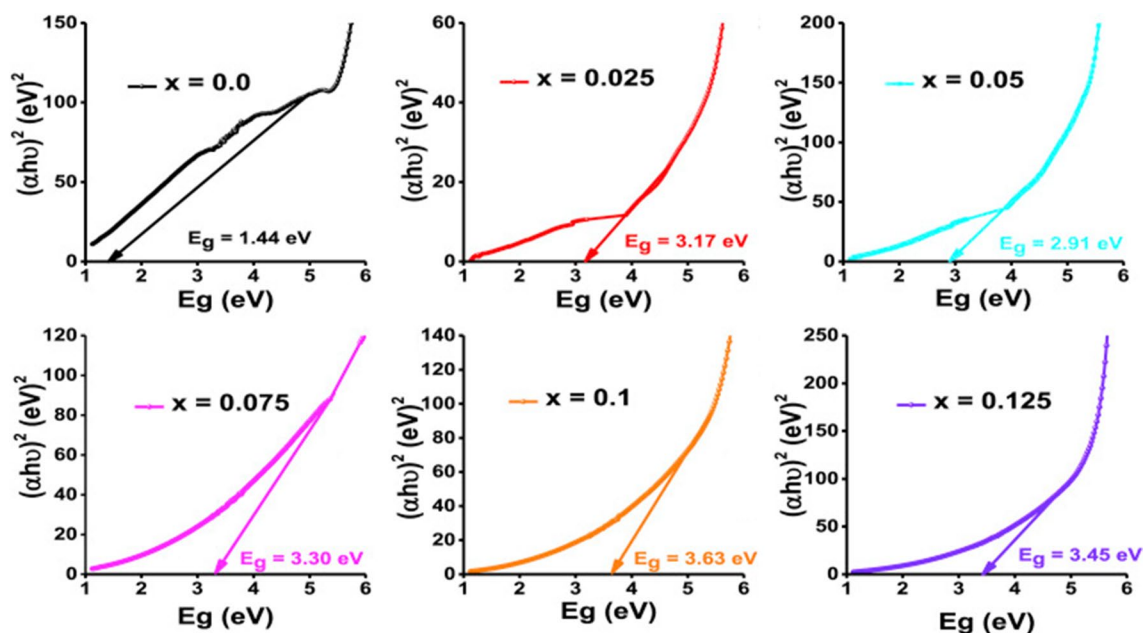 150
100
50
0
1 2 3 4 5 6
(αhυ)² (eV)²
Eg (eV)
x = 0.0
E_g = 1.44 eV
60
40
20
0
1 2 3 4 5 6
(αhυ)² (eV)²
Eg (eV)
x = 0.025
E_g = 3.17 eV
200
150
100
50
0
1 2 3 4 5 6
(αhυ)² (eV)²
Eg (eV)
x = 0.05
E_g = 2.91 eV
120
100
80
60
40
20
0
1 2 3 4 5 6
(αhυ)² (eV)²
Eg (eV)
x = 0.075
E_g = 3.30 eV
140
120
100
80
60
40
20
0
1 2 3 4 5 6
(αhυ)² (eV)²
Eg (eV)
x = 0.1
E_g = 3.63 eV
250
200
150
100
50
0
1 2 3 4 5 6
(αhυ)² (eV)²
Eg (eV)
x = 0.125
E_g = 3.45 eV